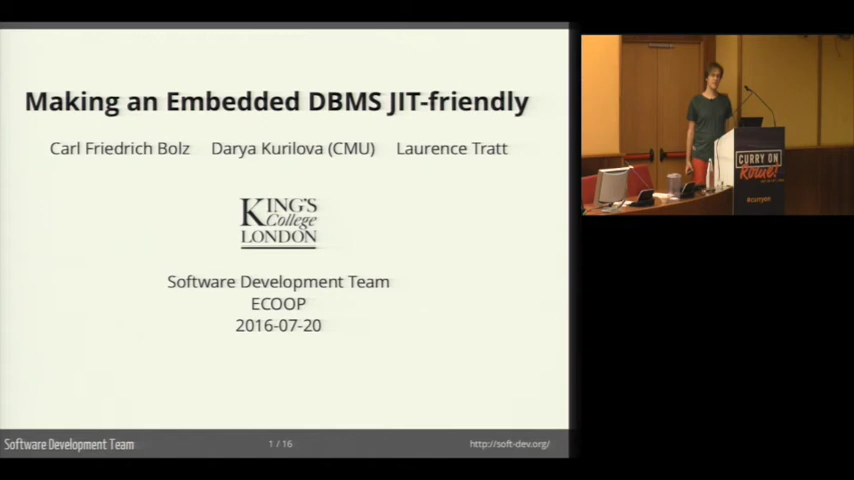 Making an Embedded DBMS JIT-friendly
Carl Friedrich Bolz Darya Kurilova (CMU) Laurence Tratt
KING'S
College
LONDON
Software Development Team
ECOOP
2016-07-20
Software Development Team 1 / 16 http://soft-dev.org/
CURRY ON
Rome!
#curryon